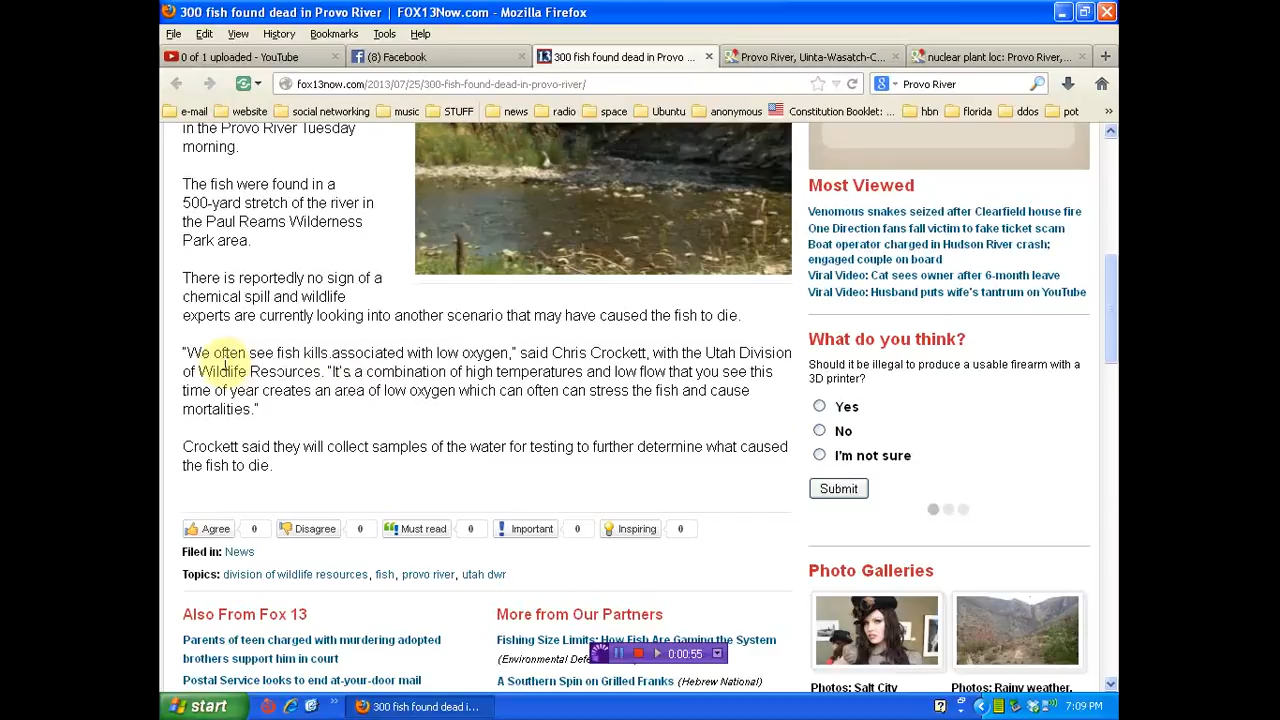 300 fish found dead in Provo River | FOX13Now.com - Mozilla Firefox
File Edit View History Bookmarks Tools Help
0 of 1 uploaded - YouTube
(8) Facebook
300 fish found dead in Provo ...
Provo River, Uinta-Wasatch-C...
nuclear plant loc: Provo River,...
fox13now.com/2013/07/25/300-fish-found-dead-in-provo-river/
Provo River
e-mail website social networking music STUFF news radio space Ubuntu anonymous Constitution Booklet: ... hbn florida ddos pot
in the Provo River Tuesday
morning.
The fish were found in a
500-yard stretch of the river in
the Paul Reams Wilderness
Park area.
There is reportedly no sign of a
chemical spill and wildlife
experts are currently looking into another scenario that may have caused the fish to die.
"We often see fish kills associated with low oxygen," said Chris Crockett, with the Utah Division
of Wildlife Resources. "It's a combination of high temperatures and low flow that you see this
time of year creates an area of low oxygen which can often can stress the fish and cause
mortalities."
Crockett said they will collect samples of the water for testing to further determine what caused
the fish to die.
Agree 0 Disagree 0 Must read 0 Important 0 Inspiring 0
Filed in: News
Topics: division of wildlife resources, fish, provo river, utah dwr
Also From Fox 13
Parents of teen charged with murdering adopted
brothers support him in court
Postal Service looks to end at-your-door mail
More from Our Partners
Fishing Size Limits: How Fish Are Gaming the System
(Environmental Defe
A Southern Spin on Grilled Franks (Hebrew National)
Most Viewed
Venomous snakes seized after Clearfield house fire
One Direction fans fall victim to fake ticket scam
Boat operator charged in Hudson River crash;
engaged couple on board
Viral Video: Cat sees owner after 6-month leave
Viral Video: Husband puts wife's tantrum on YouTube
What do you think?
Should it be illegal to produce a usable firearm with a
3D printer?
Yes
No
I'm not sure
Submit
Photo Galleries
Photos: Salt City
Photos: Rainy weather,
0:00:55
start
300 fish found dead i...
7:09 PM